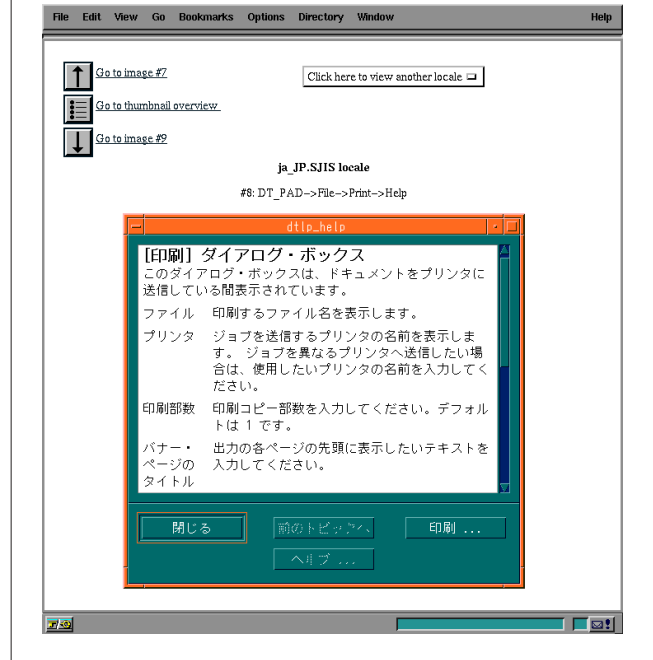 File Edit View Go Bookmarks Options Directory Window Help
Go to image #7
Click here to view another locale
Go to thumbnail overview
Go to image #9
ja_JP.SJIS locale
#8: DT_PAD-->File-->Print-->Help
dtlp_help
[印刷] ダイアログ・ボックス
このダイアログ・ボックスは、ドキュメントをプリンタに
送信している間表示されています。
ファイル 印刷するファイル名を表示します。
プリンタ ジョブを送信するプリンタの名前を表示しま
す。 ジョブを異なるプリンタへ送信したい場
合は、使用したいプリンタの名前を入力してく
ださい。
印刷部数 印刷コピー部数を入力してください。デフォル
トは 1 です。
バナー・ 出力の各ページの先頭に表示したいテキストを
ページの 入力してください。
タイトル
閉じる 前のトピックへ 印刷 ...
ヘルプ ...